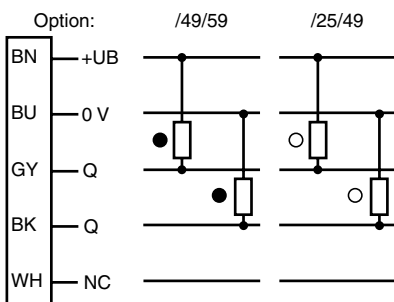 Option: /49/59 /25/49
BN +UB
BU 0 V
GY Q
BK Q
WH NC